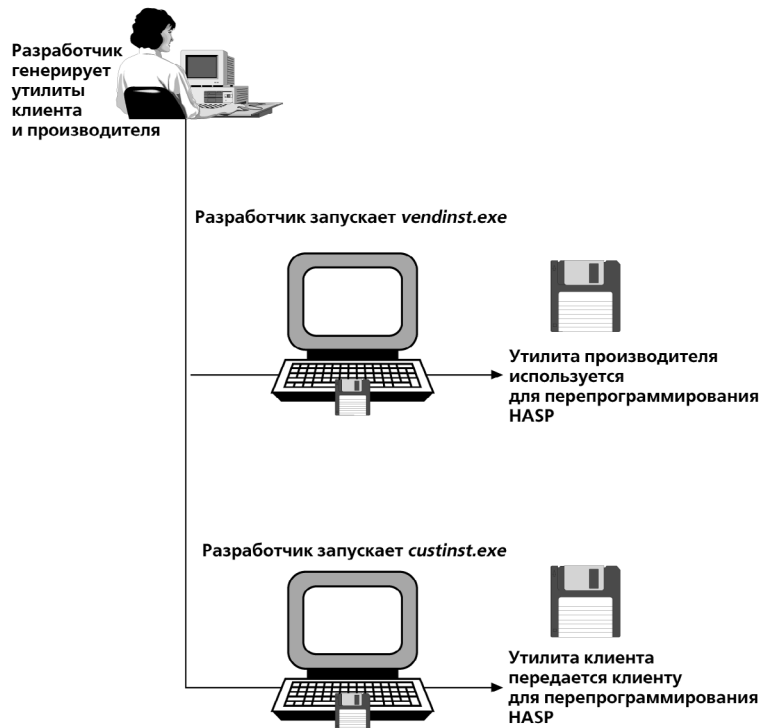 Разработчик
генерирует
утилиты
клиента
и производителя
Разработчик запускает vendinst.exe
Утилита производителя
используется
для перепрограммирования
HASP
Разработчик запускает custinst.exe
Утилита клиента
передается клиенту
для перепрограммирования
HASP